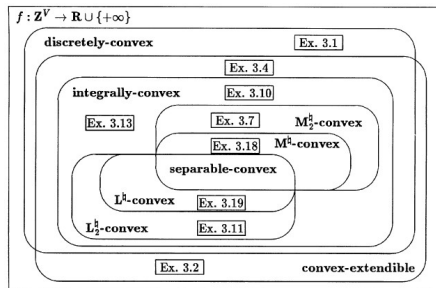 f : Z^V → R ∪ {+∞}
discretely-convex
Ex. 3.1
Ex. 3.4
integrally-convex
Ex. 3.10
Ex. 3.13
Ex. 3.7
M₂^♮-convex
Ex. 3.18
M^♮-convex
separable-convex
L^♮-convex
Ex. 3.19
L₂^♮-convex
Ex. 3.11
Ex. 3.2
convex-extendible